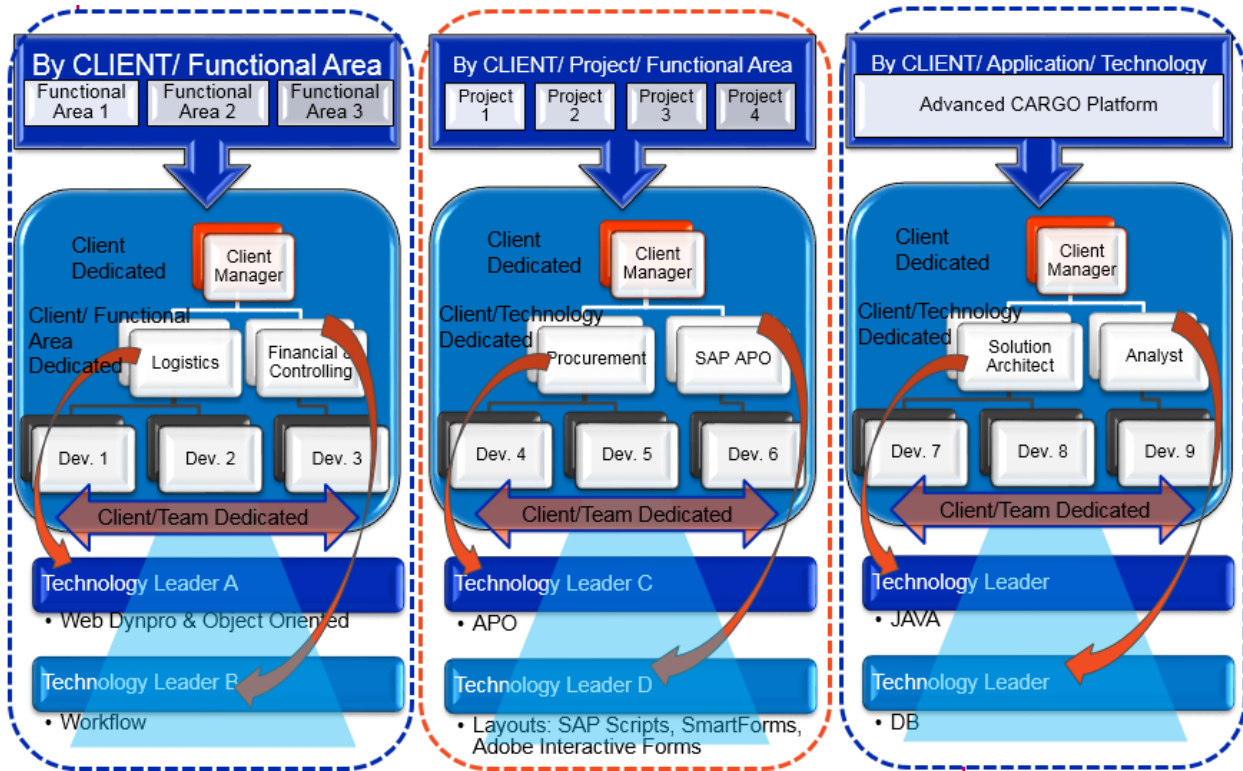 By CLIENT/ Functional Area
Functional
Area 1
Functional
Area 2
Functional
Area 3
Client
Dedicated
Client
Manager
Client/ Functional
Area
Dedicated
Logistics
Financial &
Controlling
Dev. 1
Dev. 2
Dev. 3
Client/Team Dedicated
Technology Leader A
• Web Dynpro & Object Oriented
Technology Leader B
• Workflow
By CLIENT/ Project/ Functional Area
Project
1
Project
2
Project
3
Project
4
Client
Dedicated
Client
Manager
Client/Technology
Dedicated
Procurement
SAP APO
Dev. 4
Dev. 5
Dev. 6
Client/Team Dedicated
Technology Leader C
• APO
Technology Leader D
• Layouts: SAP Scripts, SmartForms,
Adobe Interactive Forms
By CLIENT/ Application/ Technology
Advanced CARGO Platform
Client
Dedicated
Client
Manager
Client/Technology
Dedicated
Solution
Architect
Analyst
Dev. 7
Dev. 8
Dev. 9
Client/Team Dedicated
Technology Leader
• JAVA
Technology Leader
• DB